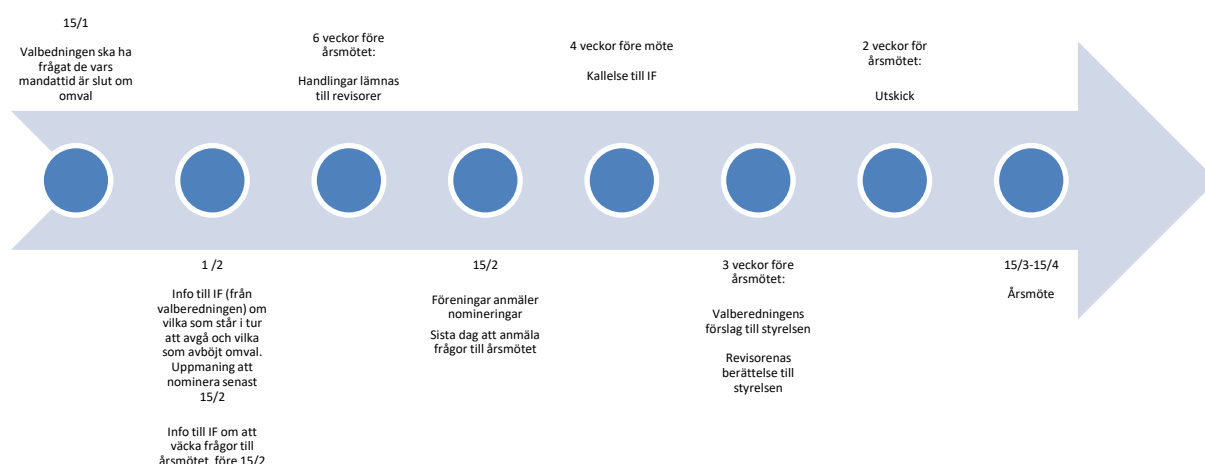 15/1
Valbedningen ska ha
frågat de vars
mandattid är slut om
omval
1 /2
Info till IF (från
valberedningen) om
vilka som står i tur
att avgå och vilka
som avböjt omval.
Uppmaning att
nominera senast
15/2
Info till IF om att
väcka frågor till
årsmötet före 15/2
6 veckor före
årsmötet:
Handlingar lämnas
till revisorer
15/2
Föreningar anmäler
nomineringar
Sista dag att anmäla
frågor till årsmötet
4 veckor före möte
Kallelse till IF
3 veckor före
årsmötet:
Valberedningens
förslag till styrelsen
Revisorenas
berättelse till
styrelsen
2 veckor för
årsmötet:
Utskick
15/3-15/4
Årsmöte